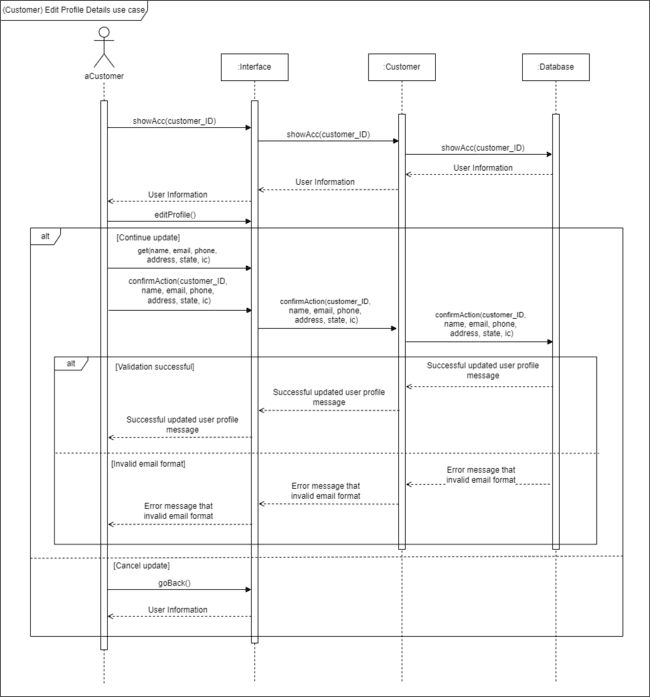 (Customer) Edit Profile Details use case
aCustomer
:Interface
:Customer
:Database
showAcc(customer_ID)
showAcc(customer_ID)
showAcc(customer_ID)
User Information
User Information
User Information
editProfile()
alt
[Continue update]
get(name, email, phone,
address, state, ic)
confirmAction(customer_ID,
name, email, phone,
address, state, ic)
confirmAction(customer_ID,
name, email, phone,
address, state, ic)
confirmAction(customer_ID,
name, email, phone,
address, state, ic)
alt
[Validation successful]
Successful updated user profile
message
Successful updated user profile
message
Successful updated user profile
message
[Invalid email format]
Error message that
invalid email format
Error message that
invalid email format
Error message that
invalid email format
[Cancel update]
goBack()
User Information